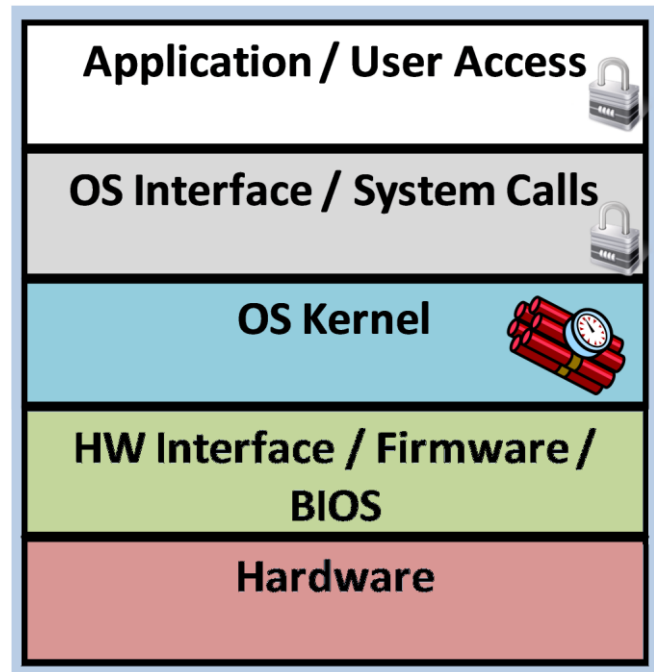 Application / User Access
OS Interface / System Calls
OS Kernel
HW Interface / Firmware /
BIOS
Hardware